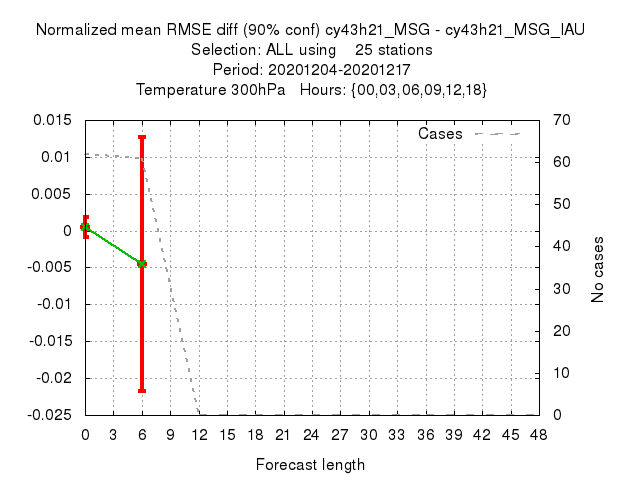 Normalized mean RMSE diff (90% conf) cy43h21_MSG - cy43h21_MSG_IAU
Selection: ALL using    25 stations
Period: 20201204-20201217
Temperature 300hPa   Hours: {00,03,06,09,12,18}
0.015
0.01
0.005
0
-0.005
-0.01
-0.015
-0.02
-0.025
Cases
70
60
50
40
30
20
10
0
No cases
0 3 6 9 12 15 18 21 24 27 30 33 36 39 42 45 48
Forecast length